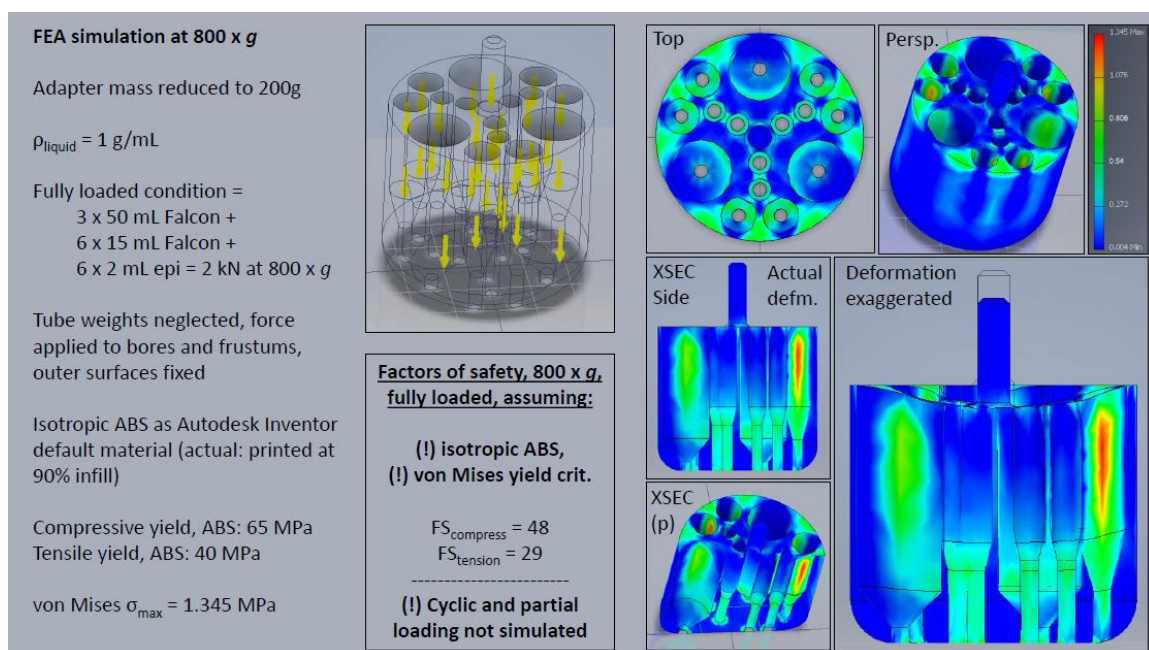 FEA simulation at 800 x g
Adapter mass reduced to 200g
ρliquid = 1 g/mL
Fully loaded condition =
3 x 50 mL Falcon +
6 x 15 mL Falcon +
6 x 2 mL epi = 2 kN at 800 x g
Tube weights neglected, force
applied to bores and frustums,
outer surfaces fixed
Isotropic ABS as Autodesk Inventor
default material (actual: printed at
90% infill)
Compressive yield, ABS: 65 MPa
Tensile yield, ABS: 40 MPa
von Mises σmax = 1.345 MPa
Factors of safety, 800 x g,
fully loaded, assuming:
(!) isotropic ABS,
(!) von Mises yield crit.
FScompress = 48
FStension = 29
-----------------------
(!) Cyclic and partial
loading not simulated
Top
Persp.
1.345 Max
1.075
0.808
0.54
0.272
0.004 Min
XSEC
Side
Actual
defm.
Deformation
exaggerated
XSEC
(p)